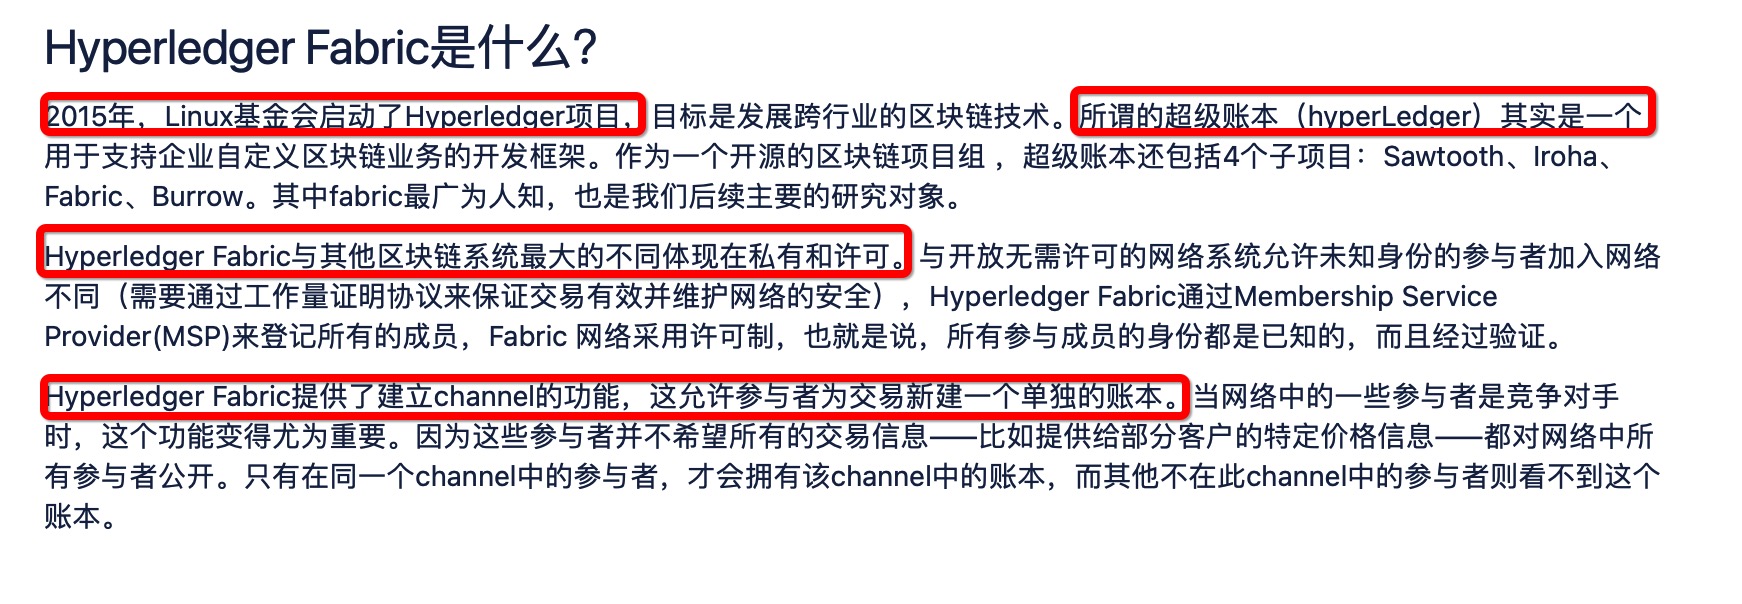 Hyperledger Fabric是什么?
2015年，Linux基金会启动了Hyperledger项目，目标是发展跨行业的区块链技术。所谓的超级账本（hyperLedger）其实是一个
用于支持企业自定义区块链业务的开发框架。作为一个开源的区块链项目组 ，超级账本还包括4个子项目：Sawtooth、Iroha、
Fabric、Burrow。其中fabric最广为人知，也是我们后续主要的研究对象。
Hyperledger Fabric与其他区块链系统最大的不同体现在私有和许可。与开放无需许可的网络系统允许未知身份的参与者加入网络
不同（需要通过工作量证明协议来保证交易有效并维护网络的安全），Hyperledger Fabric通过Membership Service
Provider(MSP)来登记所有的成员，Fabric 网络采用许可制，也就是说，所有参与成员的身份都是已知的，而且经过验证。
Hyperledger Fabric提供了建立channel的功能，这允许参与者为交易新建一个单独的账本。当网络中的一些参与者是竞争对手
时，这个功能变得尤为重要。因为这些参与者并不希望所有的交易信息——比如提供给部分客户的特定价格信息——都对网络中所
有参与者公开。只有在同一个channel中的参与者，才会拥有该channel中的账本，而其他不在此channel中的参与者则看不到这个
账本。